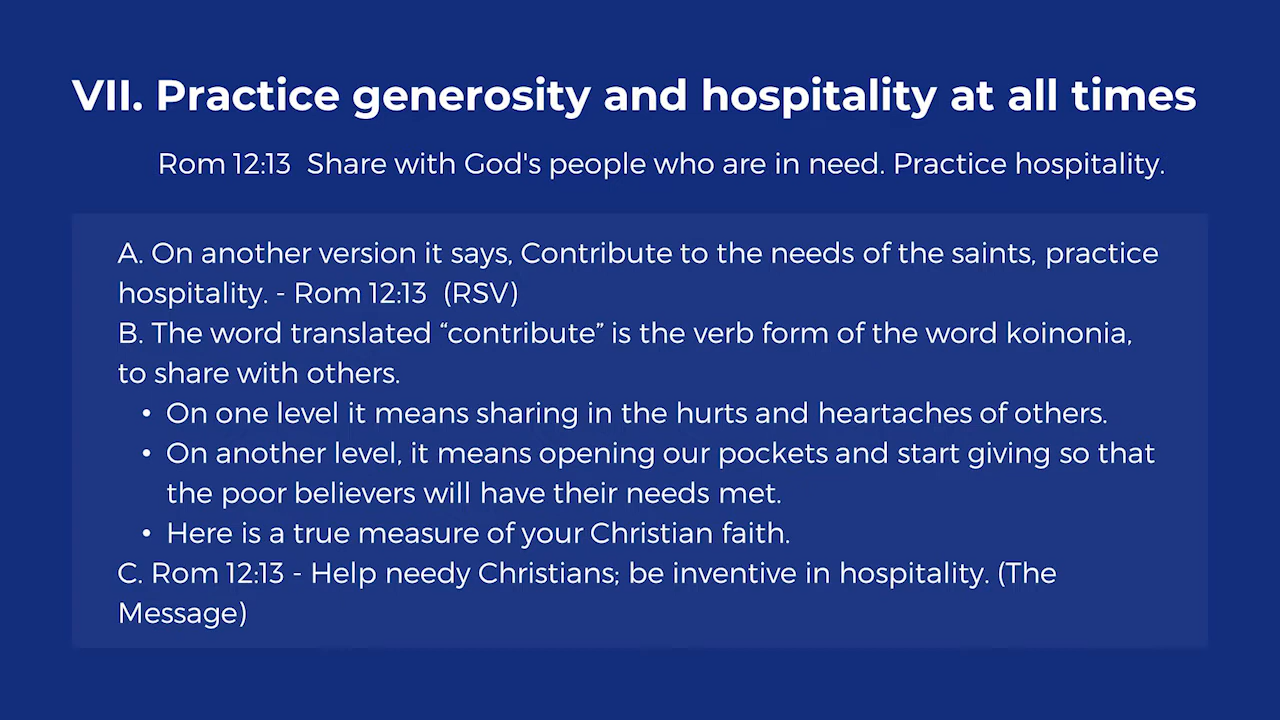 VII. Practice generosity and hospitality at all times
Rom 12:13  Share with God's people who are in need. Practice hospitality.
A. On another version it says, Contribute to the needs of the saints, practice
hospitality. - Rom 12:13  (RSV)
B. The word translated “contribute” is the verb form of the word koinonia,
to share with others.
• On one level it means sharing in the hurts and heartaches of others.
• On another level, it means opening our pockets and start giving so that
the poor believers will have their needs met.
• Here is a true measure of your Christian faith.
C. Rom 12:13 - Help needy Christians; be inventive in hospitality. (The
Message)